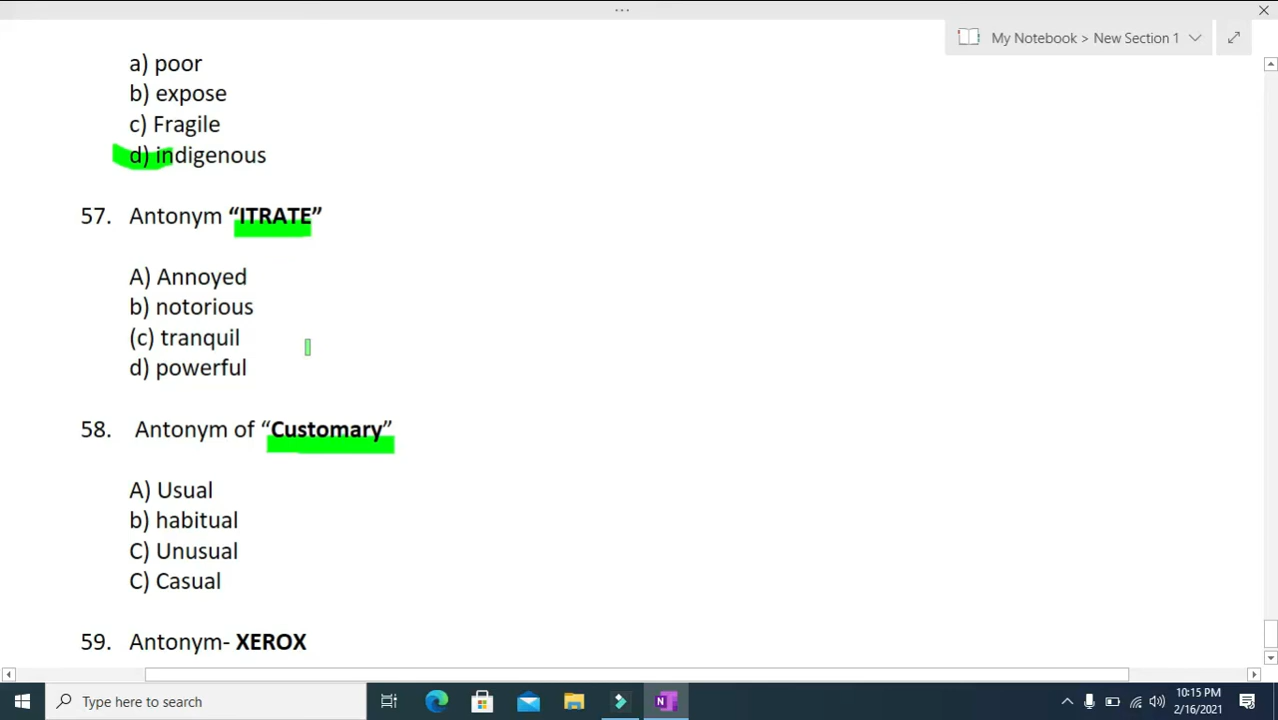 ...
My Notebook > New Section 1
a) poor
b) expose
c) Fragile
d) indigenous
57. Antonym “ITRATE”
A) Annoyed
b) notorious
(c) tranquil
d) powerful
58. Antonym of “Customary”
A) Usual
b) habitual
C) Unusual
C) Casual
59. Antonym- XEROX
Type here to search
N
10:15 PM
2/16/2021